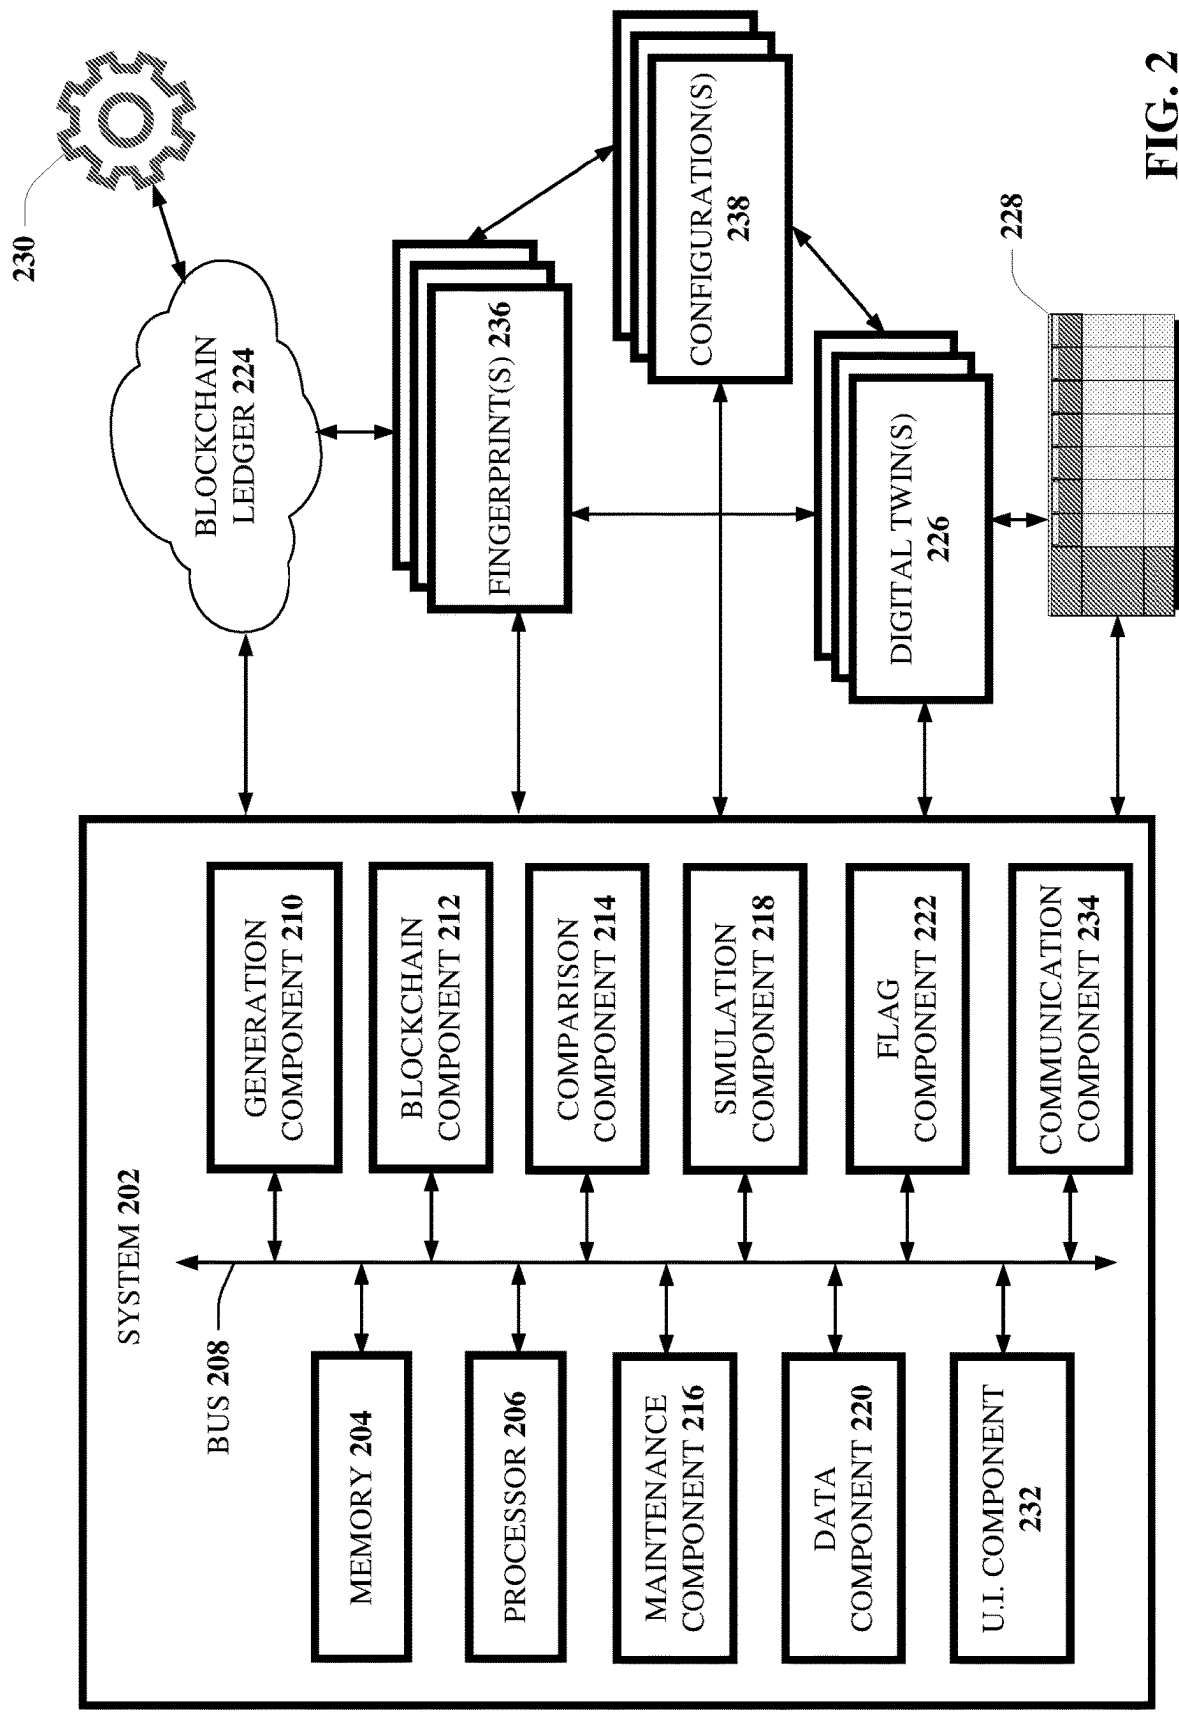 SYSTEM 202
BUS 208
MEMORY 204
PROCESSOR 206
MAINTENANCE
COMPONENT 216
DATA
COMPONENT 220
U.I. COMPONENT
232
GENERATION
COMPONENT 210
BLOCKCHAIN
COMPONENT 212
COMPARISON
COMPONENT 214
SIMULATION
COMPONENT 218
FLAG
COMPONENT 222
COMMUNICATION
COMPONENT 234
BLOCKCHAIN
LEDGER 224
230
FINGERPRINT(S) 236
CONFIGURATION(S)
238
DIGITAL TWIN(S)
226
228
FIG. 2